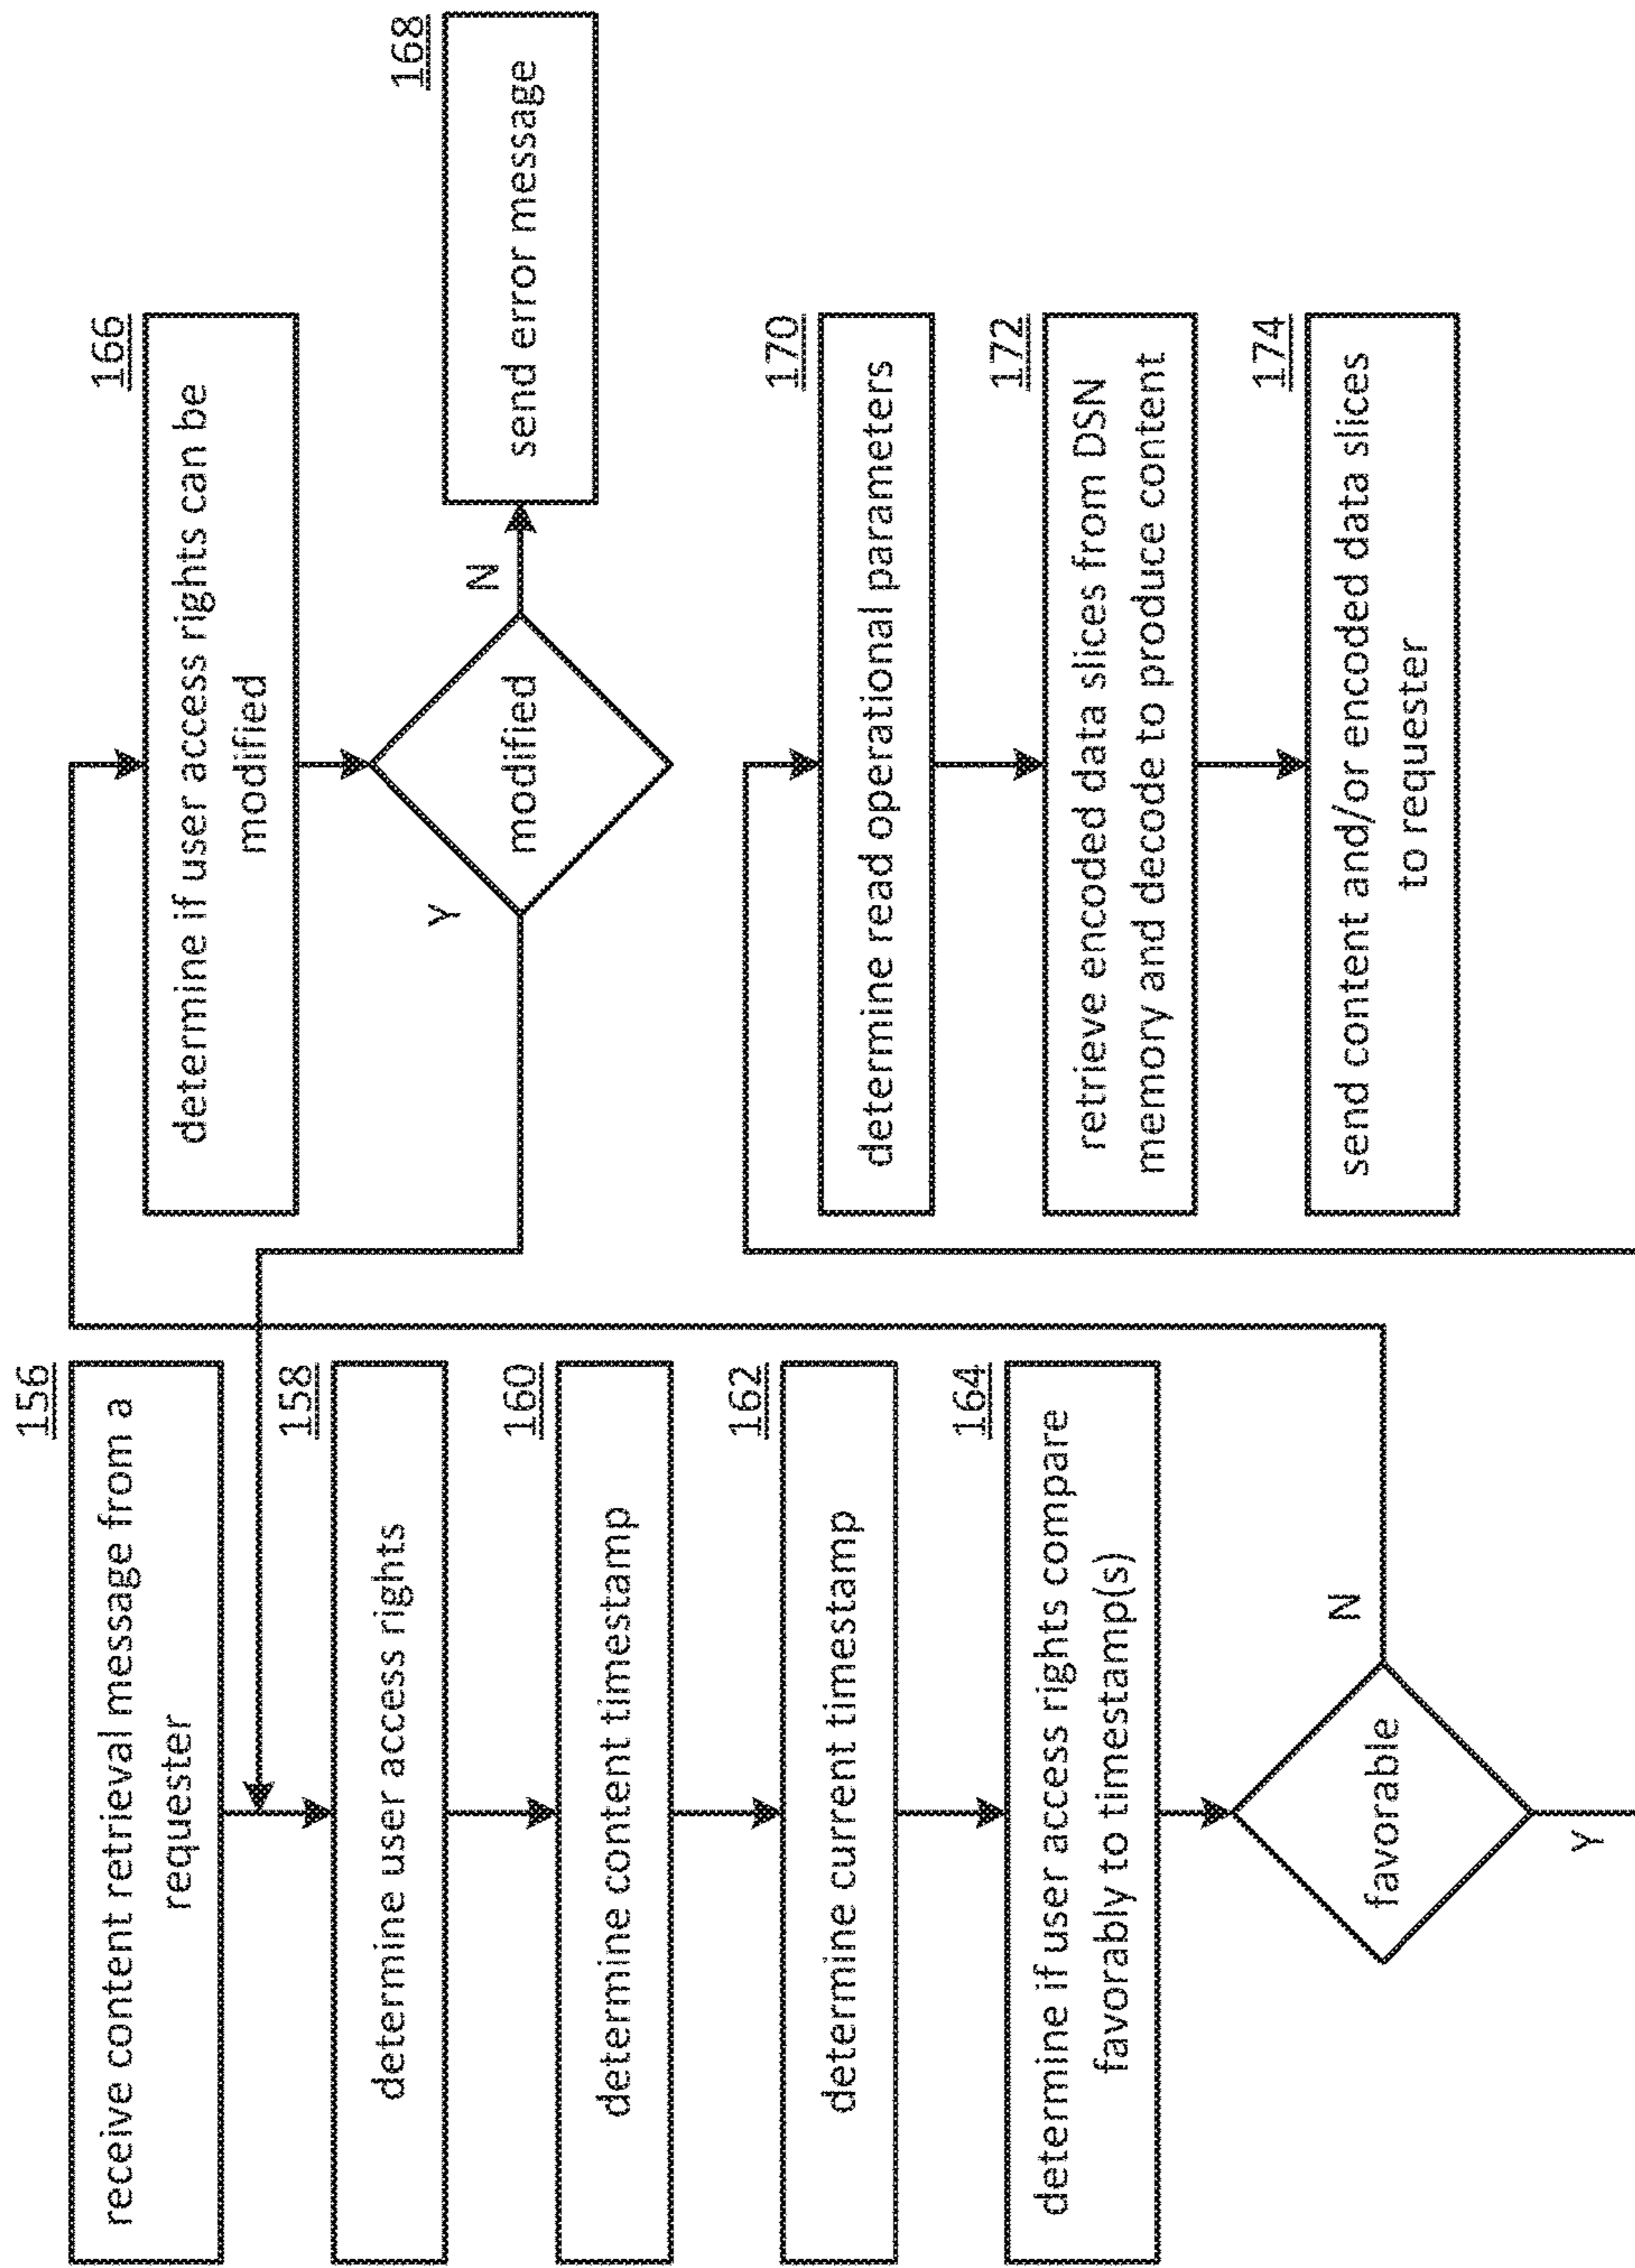 156
receive content retrieval message from a
requester
158
determine user access rights
160
determine content timestamp
162
determine current timestamp
164
determine if user access rights compare
favorably to timestamp(s)
favorable
N
Y
166
determine if user access rights can be
modified
modified
Y
N
168
send error message
170
determine read operational parameters
172
retrieve encoded data slices from DSN
memory and decode to produce content
174
send content and/or encoded data slices
to requester